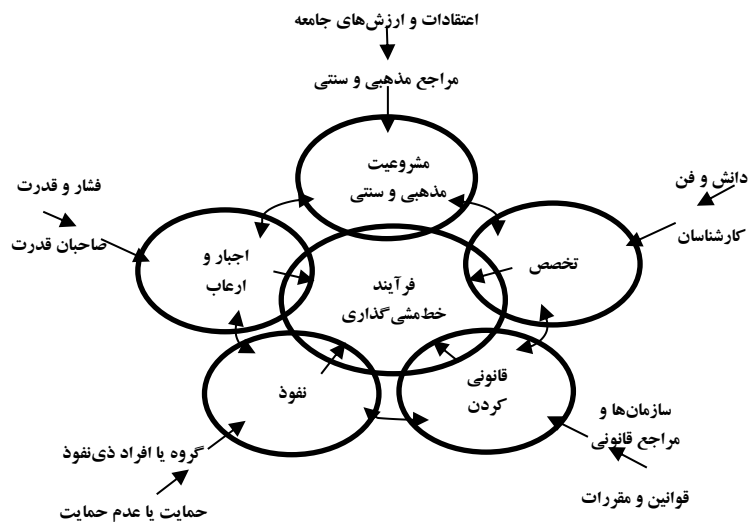 اعتقادات و ارزش‌های جامعه
مراجع مذهبی و سنتی
مشروعیت
مذهبی و سنتی
دانش و فن
کارشناسان
تخصص
فشار و قدرت
صاحبان قدرت
اجبار و
ارعاب
فرآیند
خط‌مشی‌گذاری
قانونی
کردن
نفوذ
سازمان‌ها و
مراجع قانونی
قوانین و مقررات
گروه یا افراد ذی‌نفوذ
حمایت یا عدم حمایت